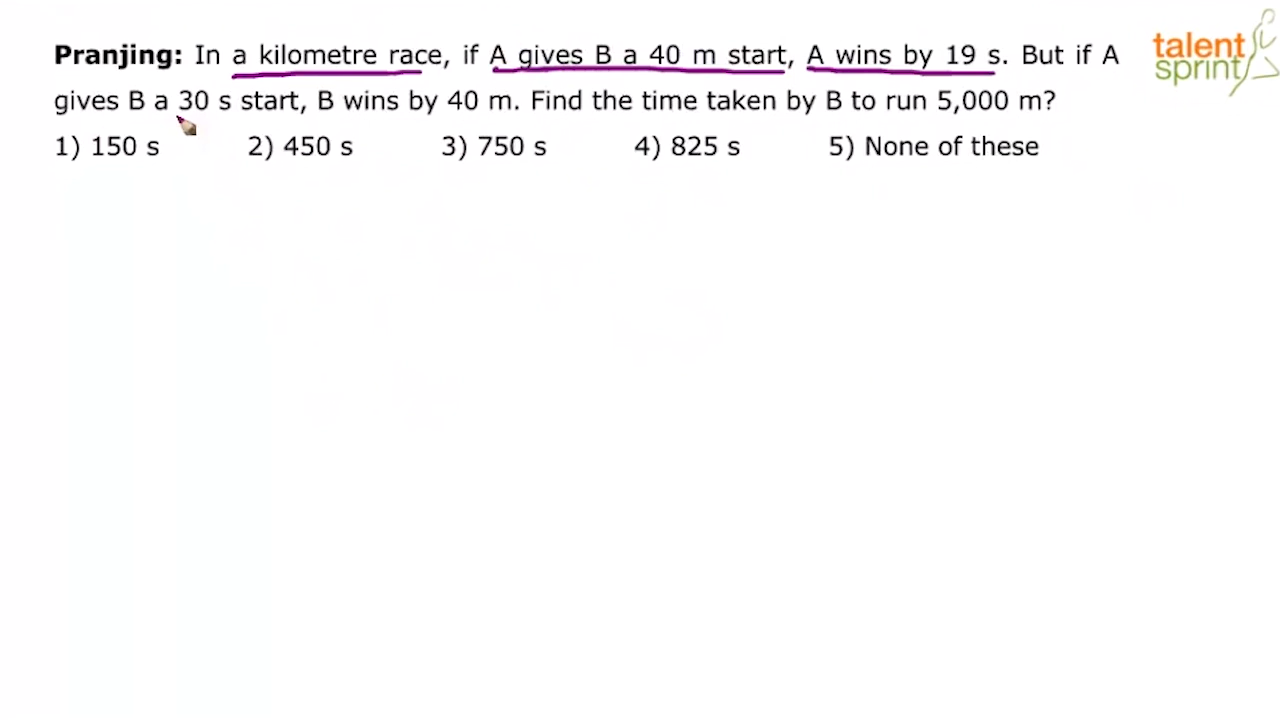 Pranjing: In a kilometre race, if A gives B a 40 m start, A wins by 19 s. But if A
gives B a 30 s start, B wins by 40 m. Find the time taken by B to run 5,000 m?
1) 150 s 2) 450 s 3) 750 s 4) 825 s 5) None of these
talent
sprint